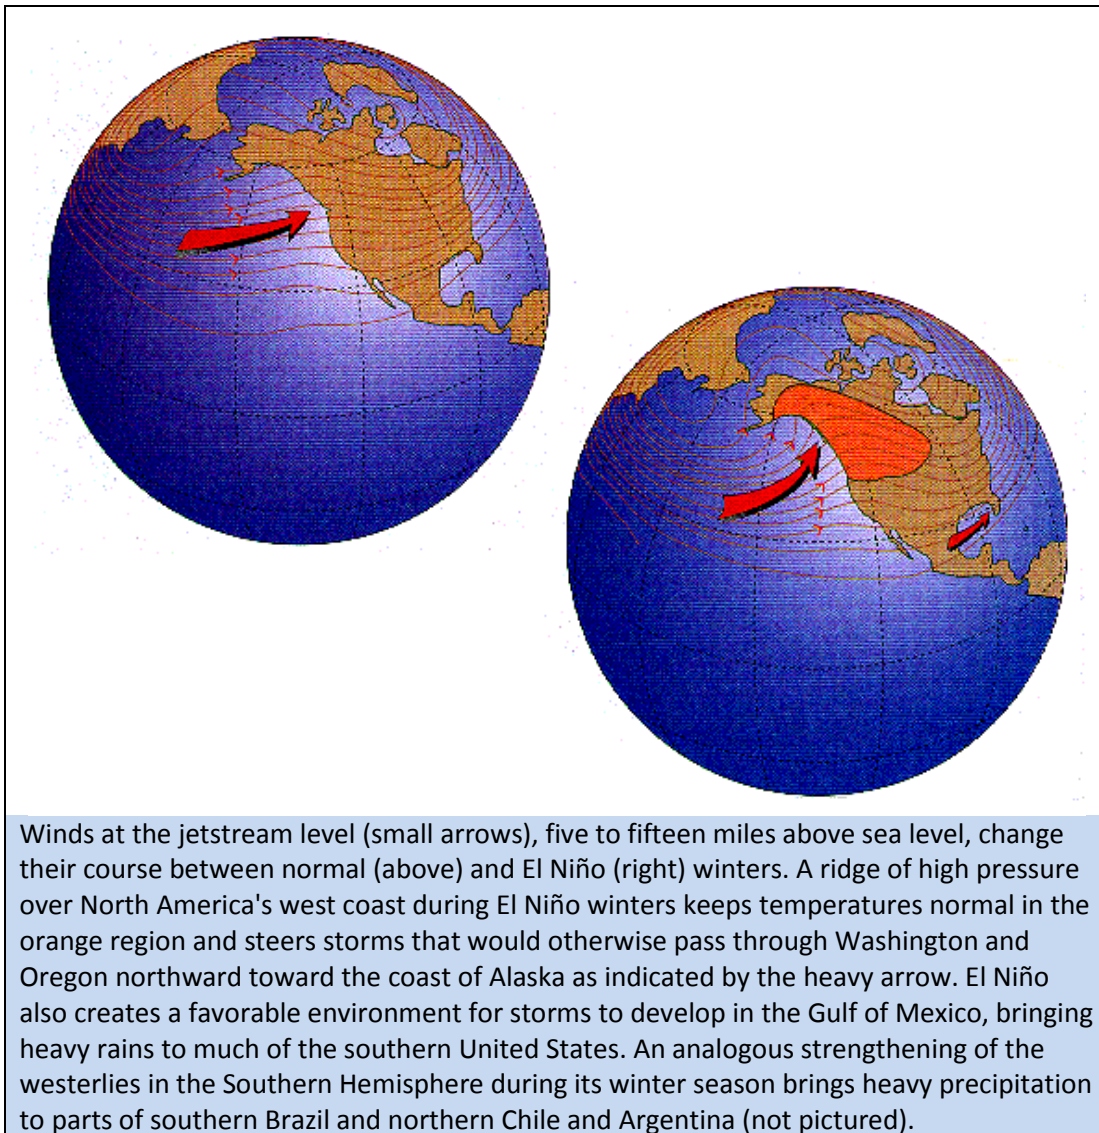 Winds at the jetstream level (small arrows), five to fifteen miles above sea level, change
their course between normal (above) and El Niño (right) winters. A ridge of high pressure
over North America's west coast during El Niño winters keeps temperatures normal in the
orange region and steers storms that would otherwise pass through Washington and
Oregon northward toward the coast of Alaska as indicated by the heavy arrow. El Niño
also creates a favorable environment for storms to develop in the Gulf of Mexico, bringing
heavy rains to much of the southern United States. An analogous strengthening of the
westerlies in the Southern Hemisphere during its winter season brings heavy precipitation
to parts of southern Brazil and northern Chile and Argentina (not pictured).